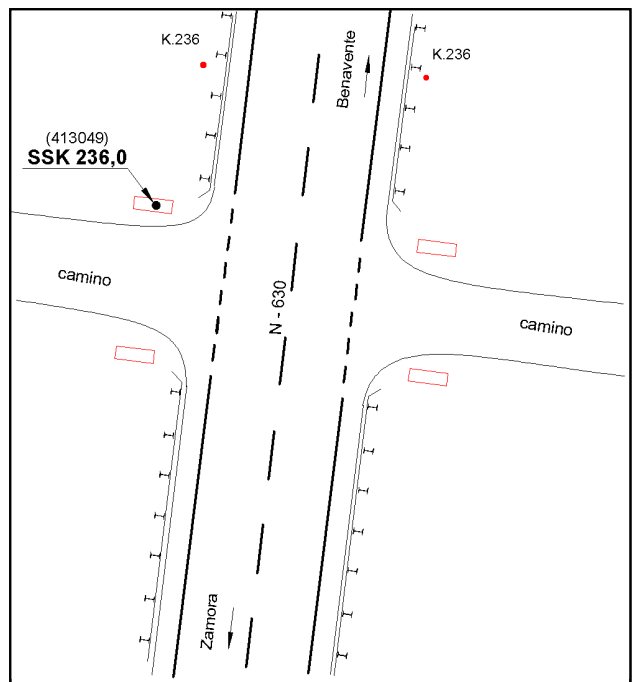 K.236
Benavente
K.236
(413049)
SSK 236,0
camino
N - 630
camino
Zamora